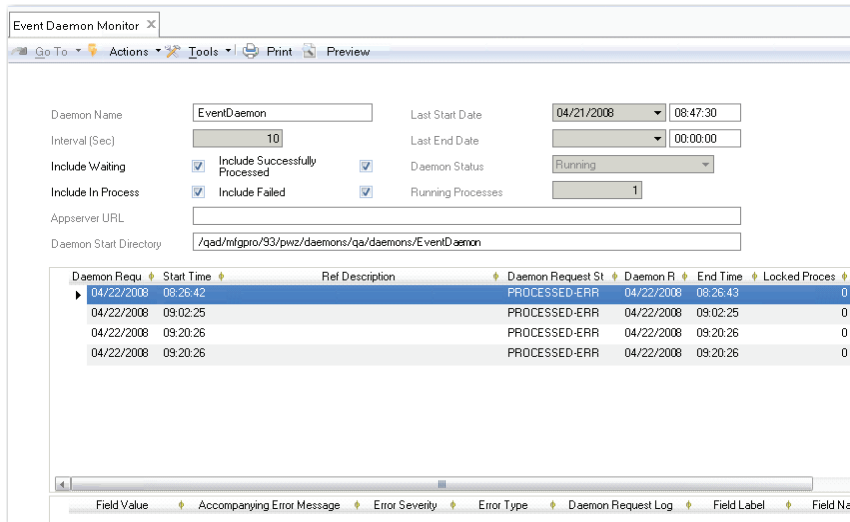 Event Daemon Monitor
Go To Actions Tools Print Preview
Daemon Name EventDaemon Last Start Date 04/21/2008 08:47:30
Interval (Sec) 10 Last End Date 00:00:00
Include Waiting Include Successfully Processed Daemon Status Running
Include In Process Include Failed Running Processes 1
Appserver URL
Daemon Start Directory /qad/mfgpro/93/pwz/daemons/qa/daemons/EventDaemon
Daemon Requ Start Time Ref Description Daemon Request St Daemon R End Time Locked Proces
04/22/2008 08:26:42 PROCESSED-ERR 04/22/2008 08:26:43 0
04/22/2008 09:02:25 PROCESSED-ERR 04/22/2008 09:02:25 0
04/22/2008 09:20:26 PROCESSED-ERR 04/22/2008 09:20:26 0
04/22/2008 09:20:26 PROCESSED-ERR 04/22/2008 09:20:26 0
Field Value Accompanying Error Message Error Severity Error Type Daemon Request Log Field Label Field Na